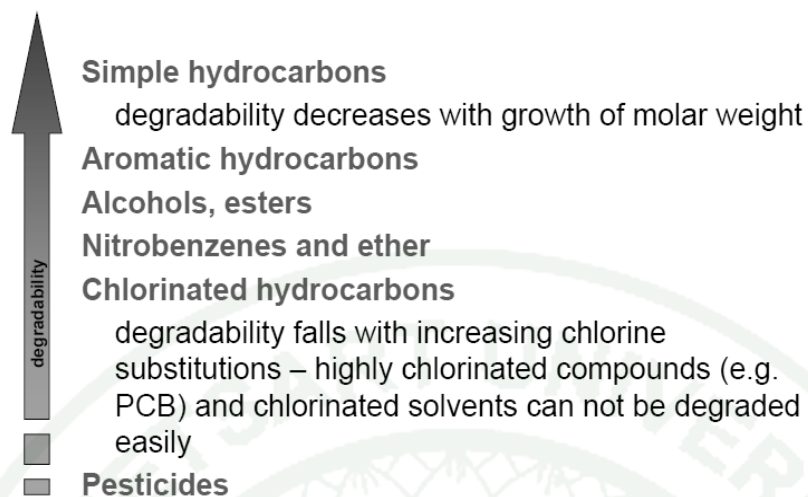 Simple hydrocarbons
degradability decreases with growth of molar weight
Aromatic hydrocarbons
Alcohols, esters
Nitrobenzenes and ether
Chlorinated hydrocarbons
degradability falls with increasing chlorine
substitutions – highly chlorinated compounds (e.g.
PCB) and chlorinated solvents can not be degraded
easily
Pesticides
degradability